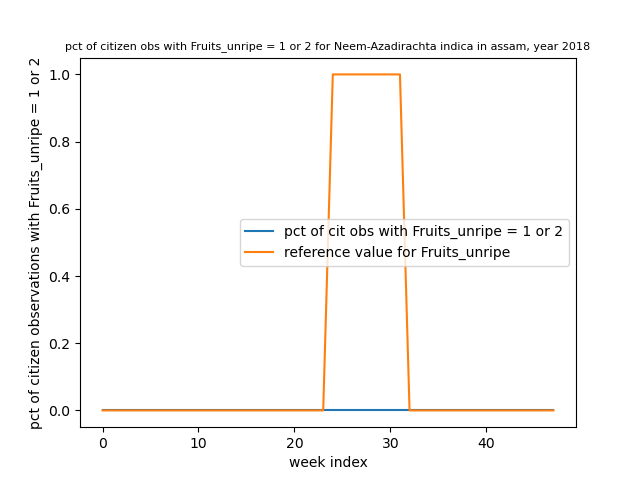 pct of citizen obs with Fruits_unripe = 1 or 2 for Neem-Azadirachta indica in assam, year 2018
pct of citizen observations with Fruits_unripe = 1 or 2
1.0
0.8
0.6
0.4
0.2
0.0
pct of cit obs with Fruits_unripe = 1 or 2
reference value for Fruits_unripe
0 10 20 30 40
week index